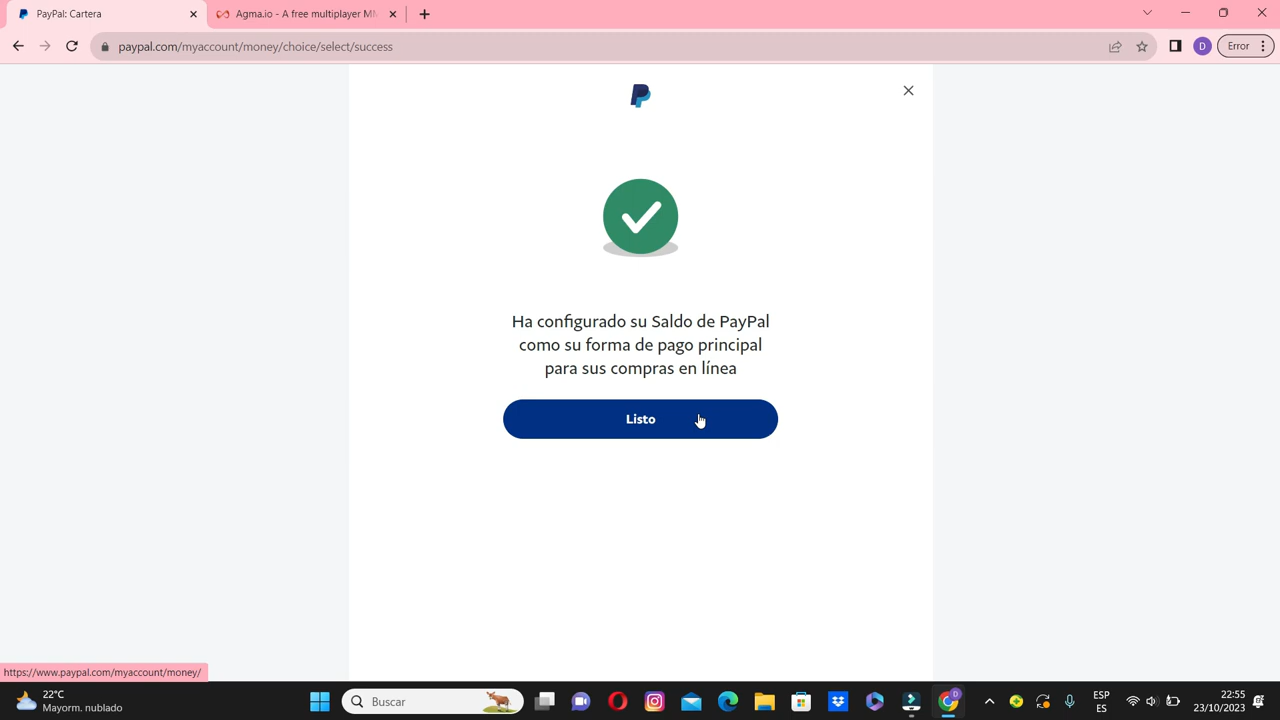 PayPal: Cartera
Agma.io - A free multiplayer MM
paypal.com/myaccount/money/choice/select/success
D
Error
Ha configurado su Saldo de PayPal
como su forma de pago principal
para sus compras en línea
Listo
https://www.paypal.com/myaccount/money/
22°C
Mayorm. nublado
Buscar
D
ESP
ES
22:55
23/10/2023